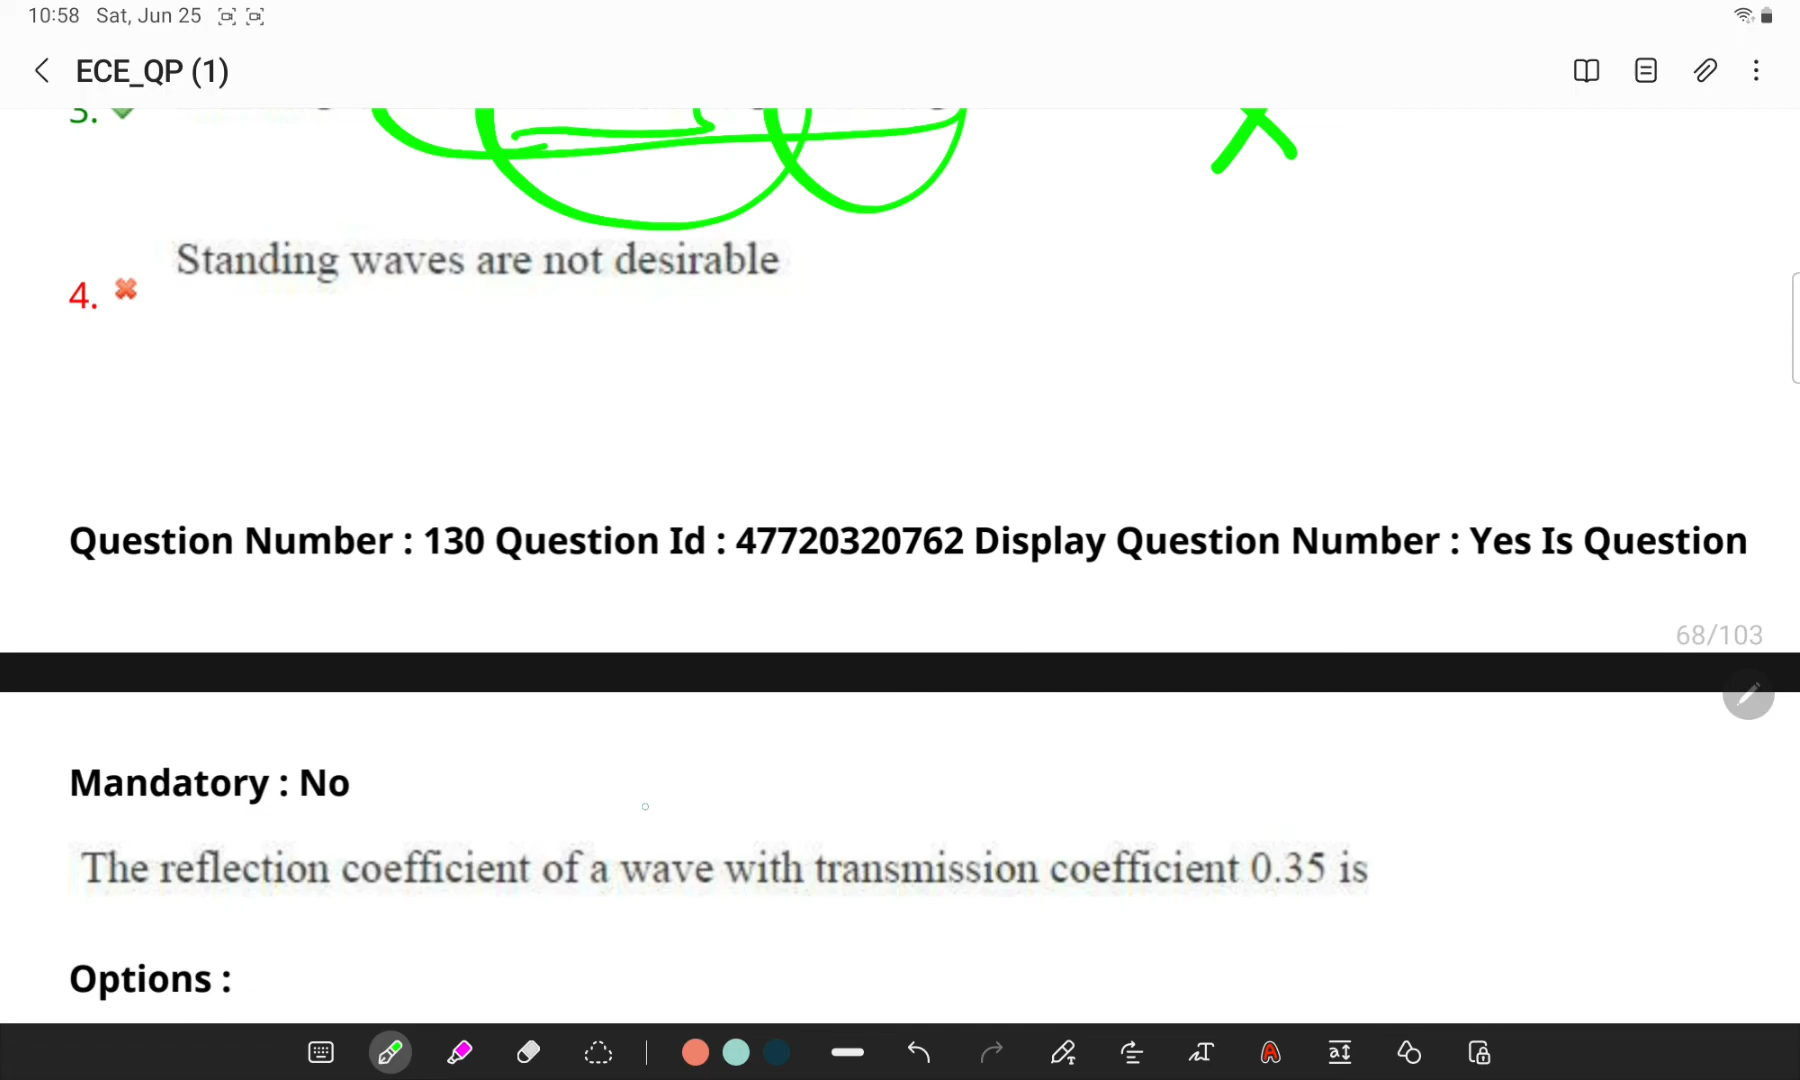 10:58 Sat, Jun 25
ECE_QP (1)
3.
Standing waves are not desirable
4.
Question Number : 130 Question Id : 47720320762 Display Question Number : Yes Is Question
68/103
Mandatory : No
The reflection coefficient of a wave with transmission coefficient 0.35 is
Options :